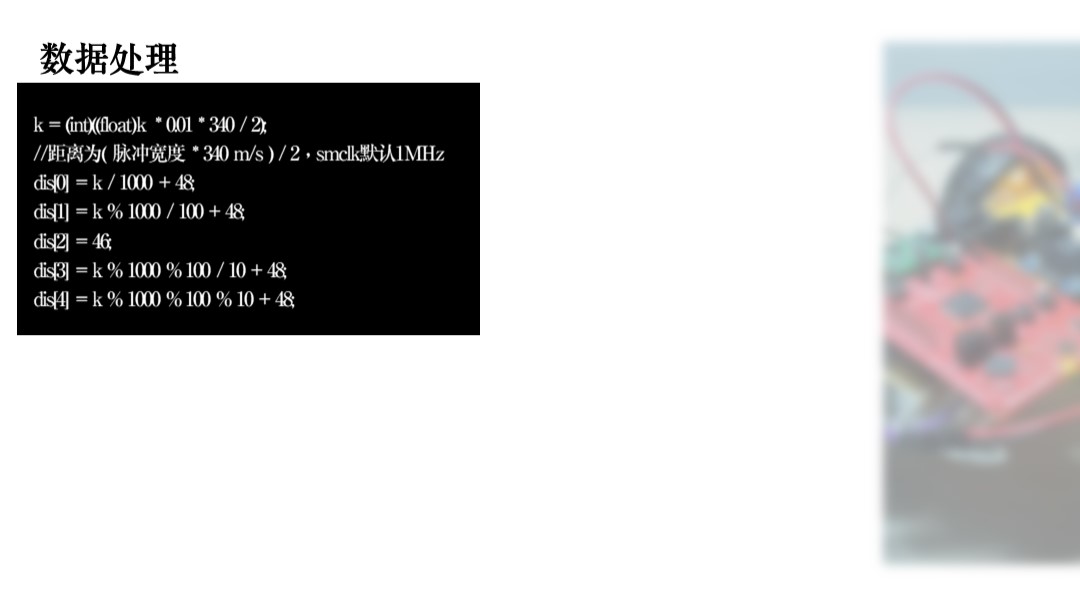 数据处理
k = (int)((float)k * 0.01 * 340 / 2);
//距离为( 脉冲宽度 * 340 m/s ) / 2，smclk默认1MHz
dis[0] = k / 1000 + 48;
dis[1] = k % 1000 / 100 + 48;
dis[2] = 46;
dis[3] = k % 1000 % 100 / 10 + 48;
dis[4] = k % 1000 % 100 % 10 + 48;